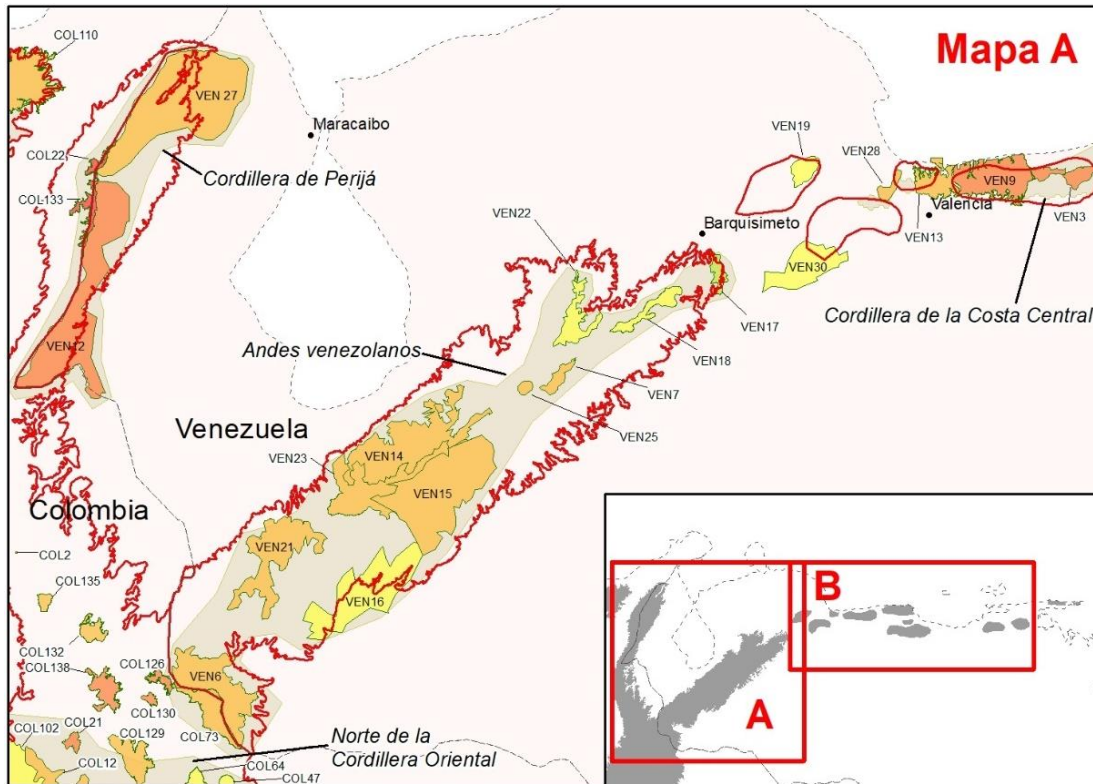 COL110
Mapa A
VEN 27
Maracaibo
VEN19
VEN28
COL22
Cordillera de Perijá
COL133
VEN9
Valencia
VEN3
VEN22
Barquisimeto
VEN13
VEN30
Cordillera de la Costa Central
VEN17
VEN12
Andes venezolanos
VEN18
VEN7
VEN25
Venezuela
VEN23
VEN14
VEN15
Colombia
VEN21
COL2
COL135
VEN16
COL132
COL138
COL126
VEN6
COL130
COL102
COL21
COL129
COL73
COL12
Norte de la
Cordillera Oriental
COL64
COL47
B
A